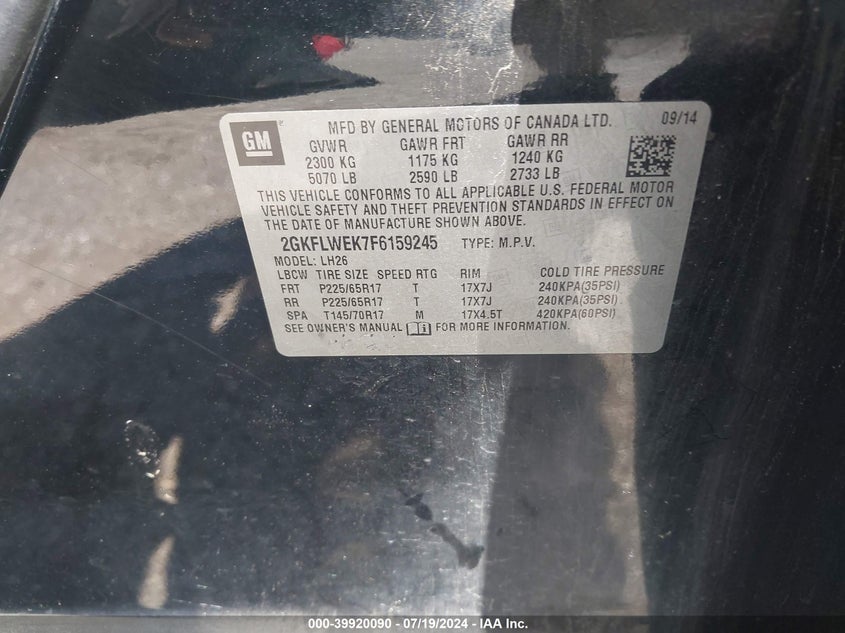 GM
MFD BY GENERAL MOTORS OF CANADA LTD. 09/14
GVWR GAWR FRT GAWR RR
2300 KG 1175 KG 1240 KG
5070 LB 2590 LB 2733 LB
THIS VEHICLE CONFORMS TO ALL APPLICABLE U.S. FEDERAL MOTOR
VEHICLE SAFETY AND THEFT PREVENTION STANDARDS IN EFFECT ON
THE DATE OF MANUFACTURE SHOWN ABOVE.
2GKFLWEK7F6159245 TYPE: M.P.V.
MODEL: LH26
LBCW TIRE SIZE SPEED RTG RIM COLD TIRE PRESSURE
FRT P225/65R17 T 17X7J 240KPA(35PSI)
RR P225/65R17 T 17X7J 240KPA(35PSI)
SPA T145/70R17 M 17X4.5T 420KPA(60PSI)
SEE OWNER'S MANUAL FOR MORE INFORMATION.
000-39920090 - 07/19/2024 - IAA Inc.